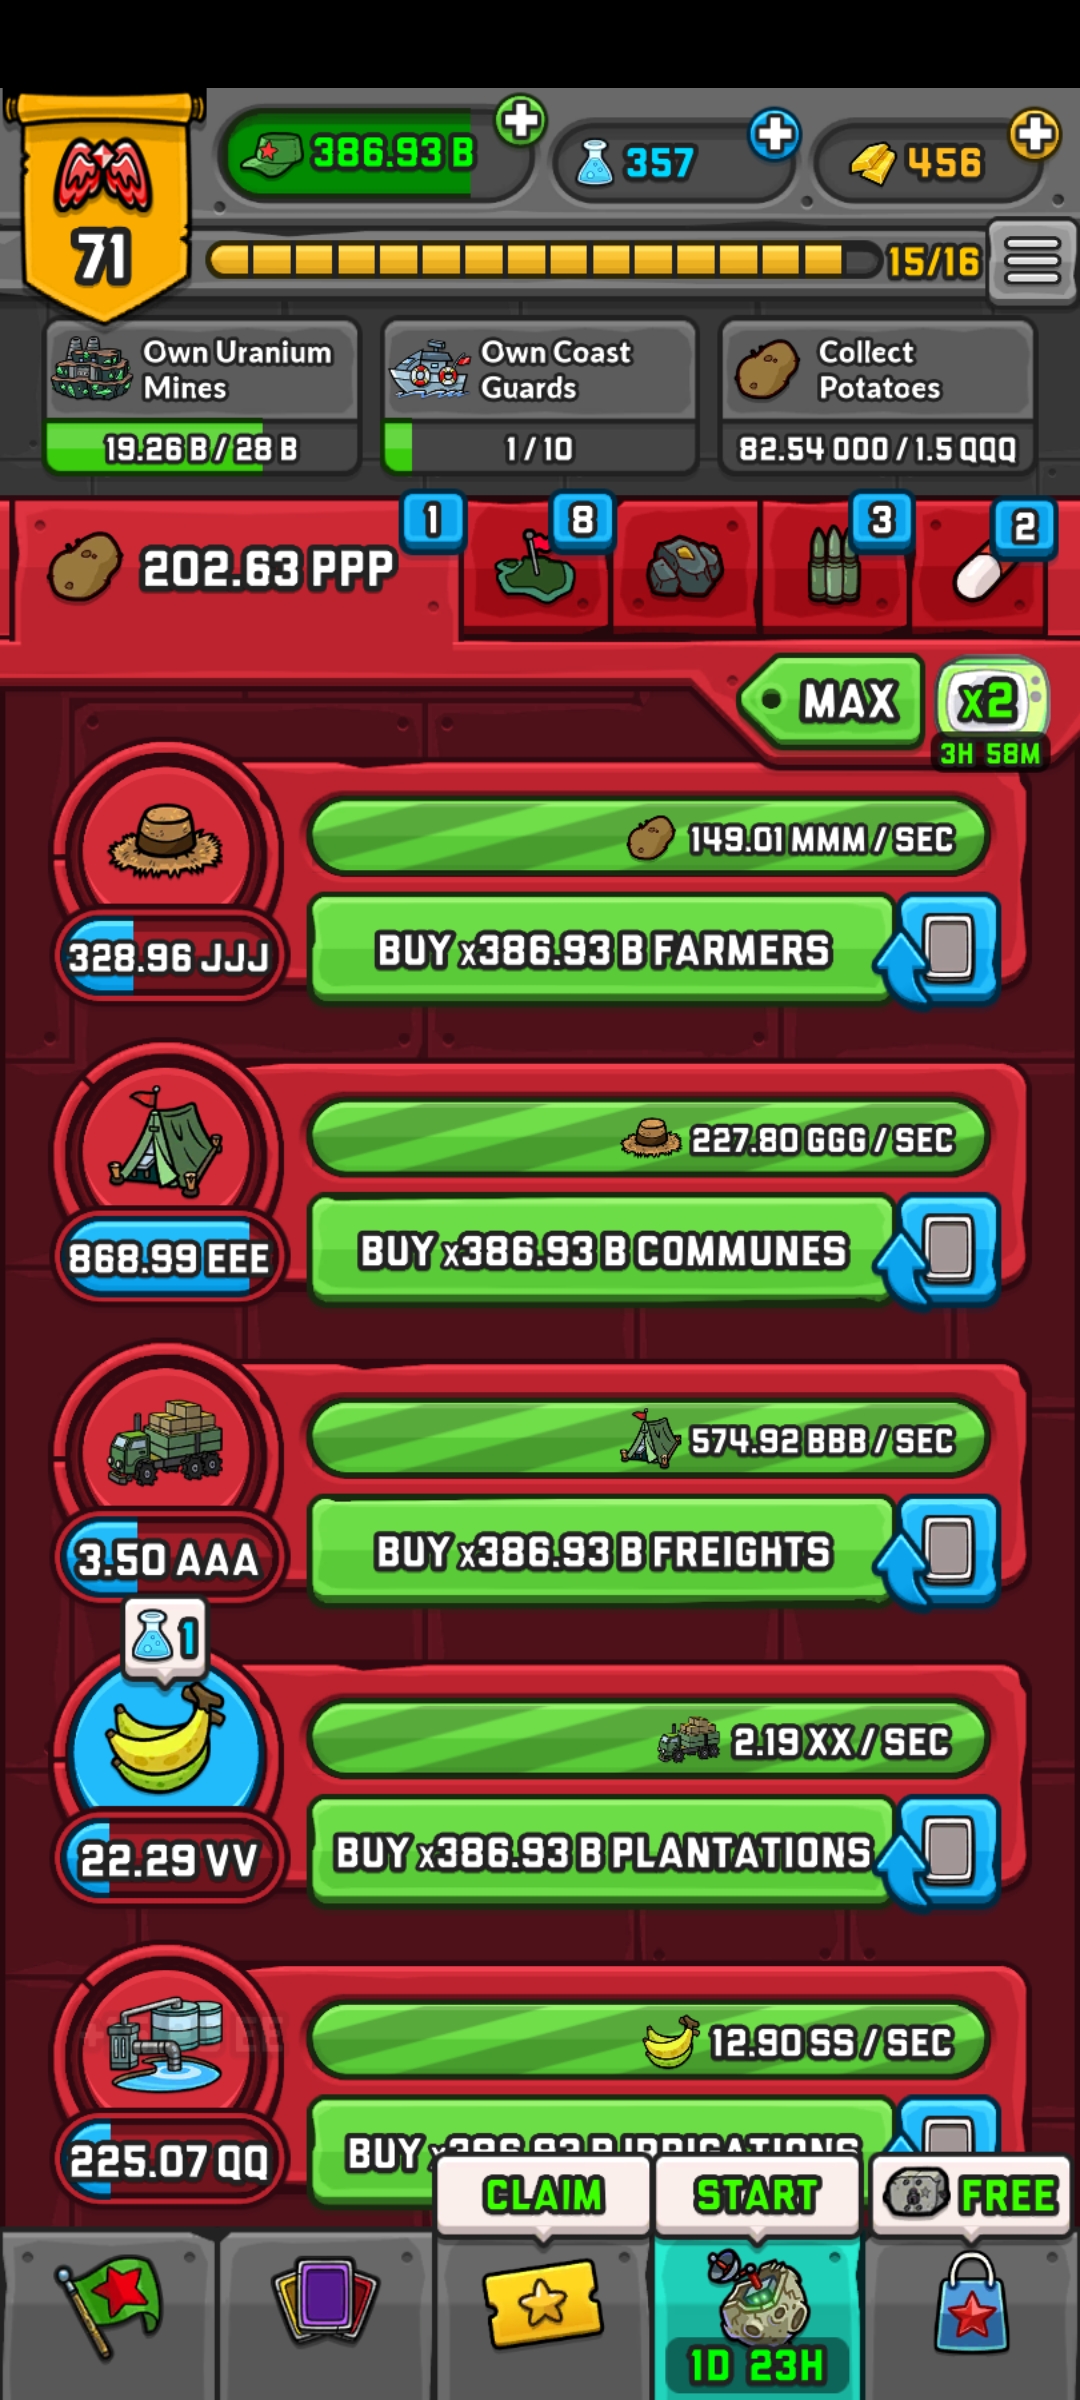 386.93 B
357
456
71
15/16
Own Uranium
Mines
19.26 B / 28 B
Own Coast
Guards
1 / 10
Collect
Potatoes
82.54 OOO / 1.5 QQQ
202.63 PPP
1
8
3
2
MAX
x2
3H 58M
149.01 MMM / SEC
328.96 JJJ
BUY x386.93 B FARMERS
227.80 GGG / SEC
868.99 EEE
BUY x386.93 B COMMUNES
574.92 BBB / SEC
3.50 AAA
BUY x386.93 B FREIGHTS
1
2.19 XX / SEC
22.29 VV
BUY x386.93 B PLANTATIONS
12.90 SS / SEC
225.07 QQ
BUY x386.93 B IRRIGATIONS
CLAIM
START
FREE
1D 23H